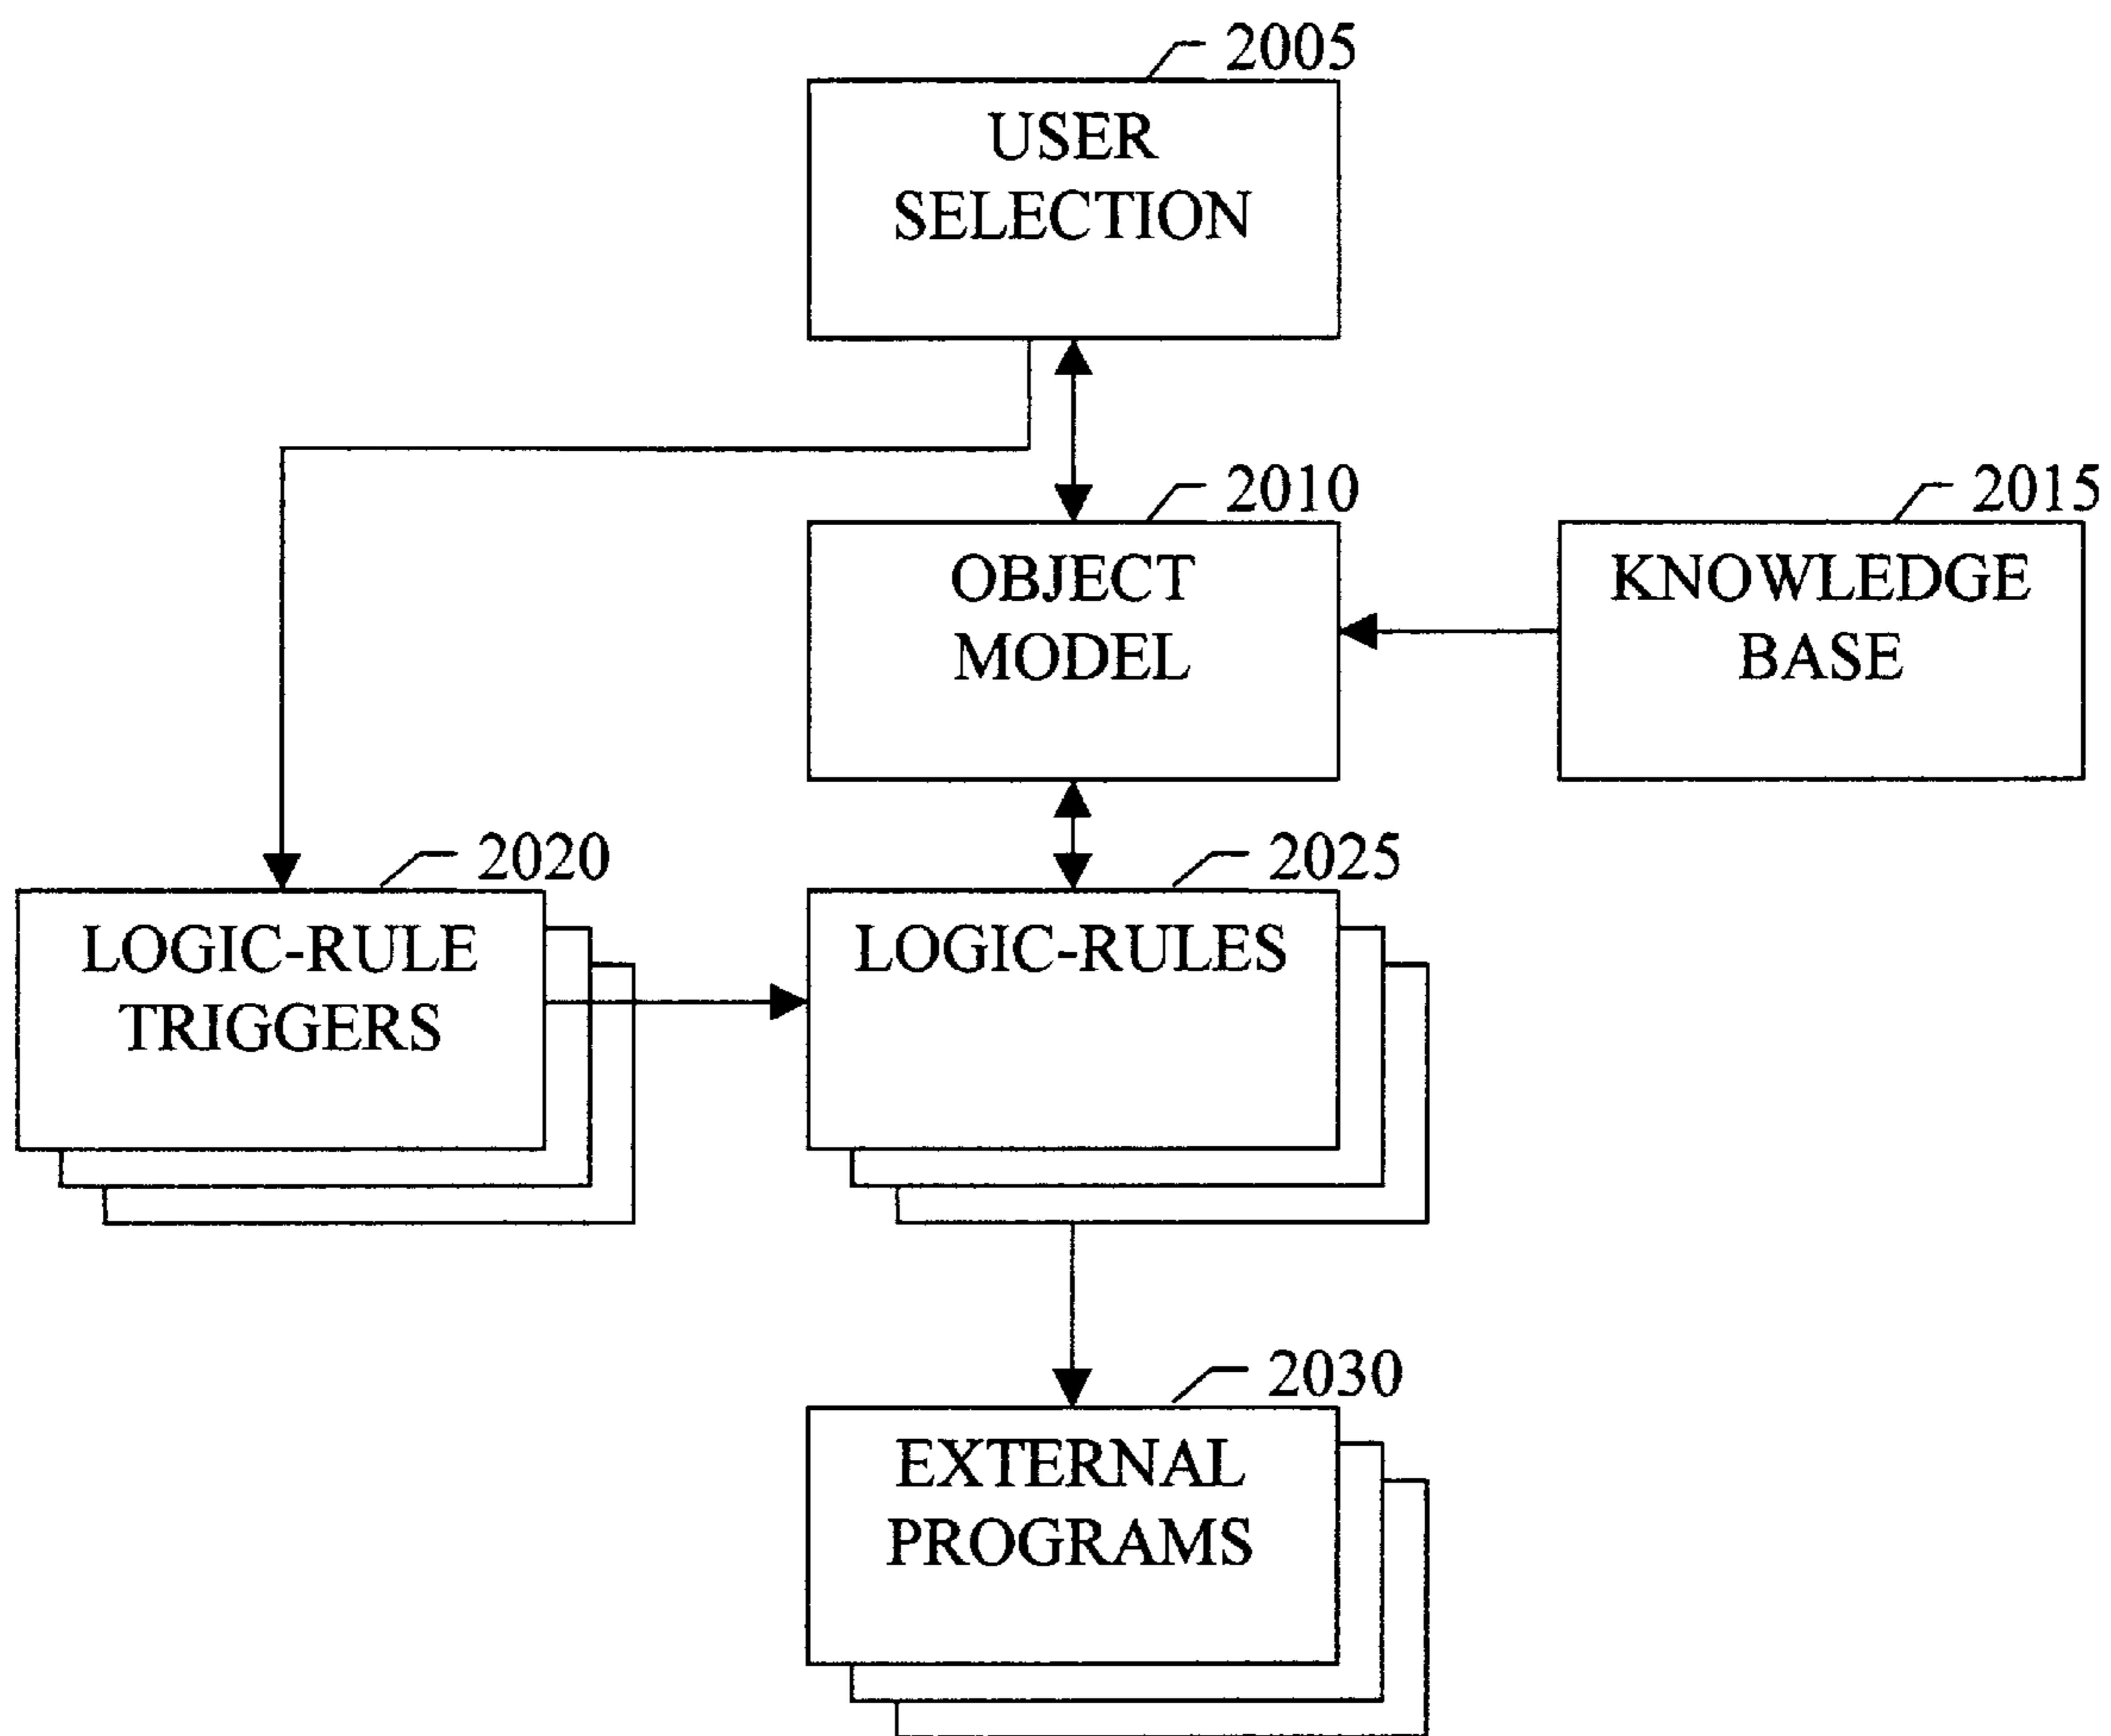 2005
USER
SELECTION
2010
OBJECT
MODEL
2015
KNOWLEDGE
BASE
2020
LOGIC-RULE
TRIGGERS
2025
LOGIC-RULES
2030
EXTERNAL
PROGRAMS